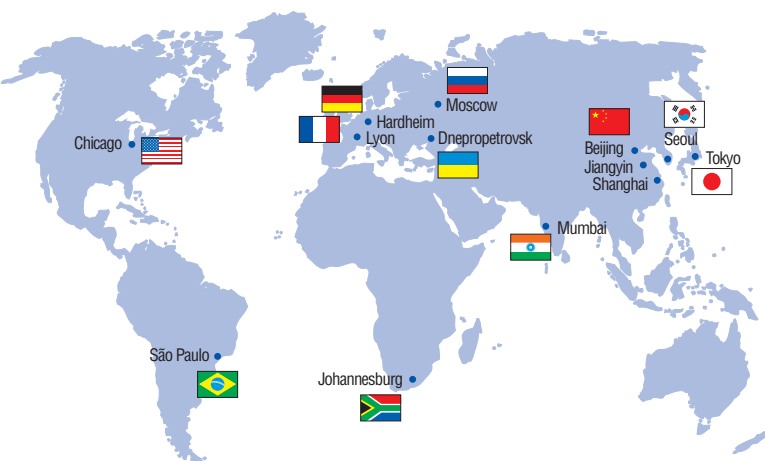 Moscow
Hardheim
Lyon
Dnepropetrovsk
Chicago
Seoul
Beijing
Tokyo
Jiangyin
Shanghai
Mumbai
São Paulo
Johannesburg